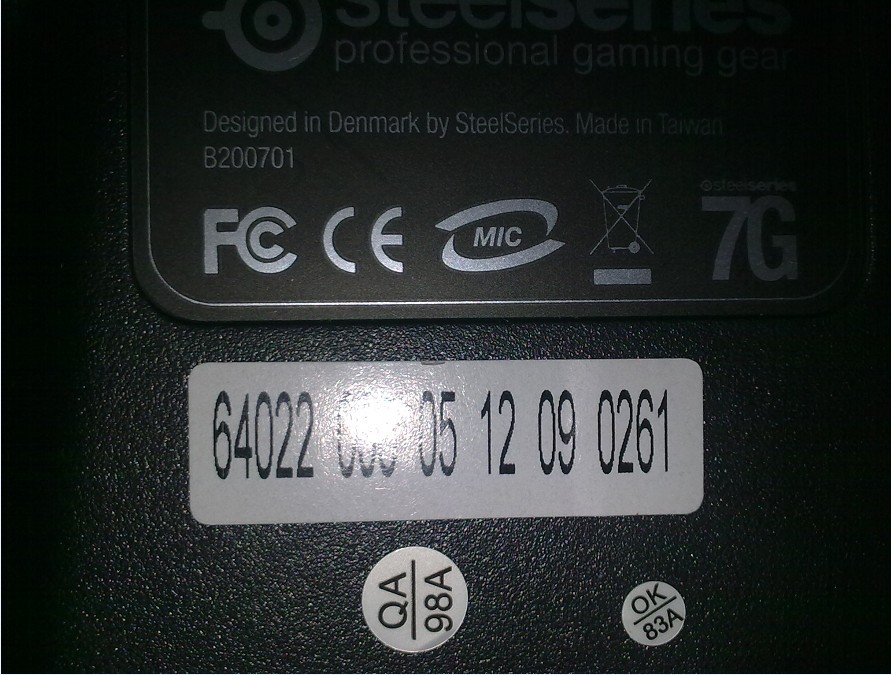 steelseries
professional gaming gear
Designed in Denmark by SteelSeries. Made in Taiwan
B200701
FC CE MIC
steelseries
7G
64022 05 12 09 0261
QA
98A
OK
83A